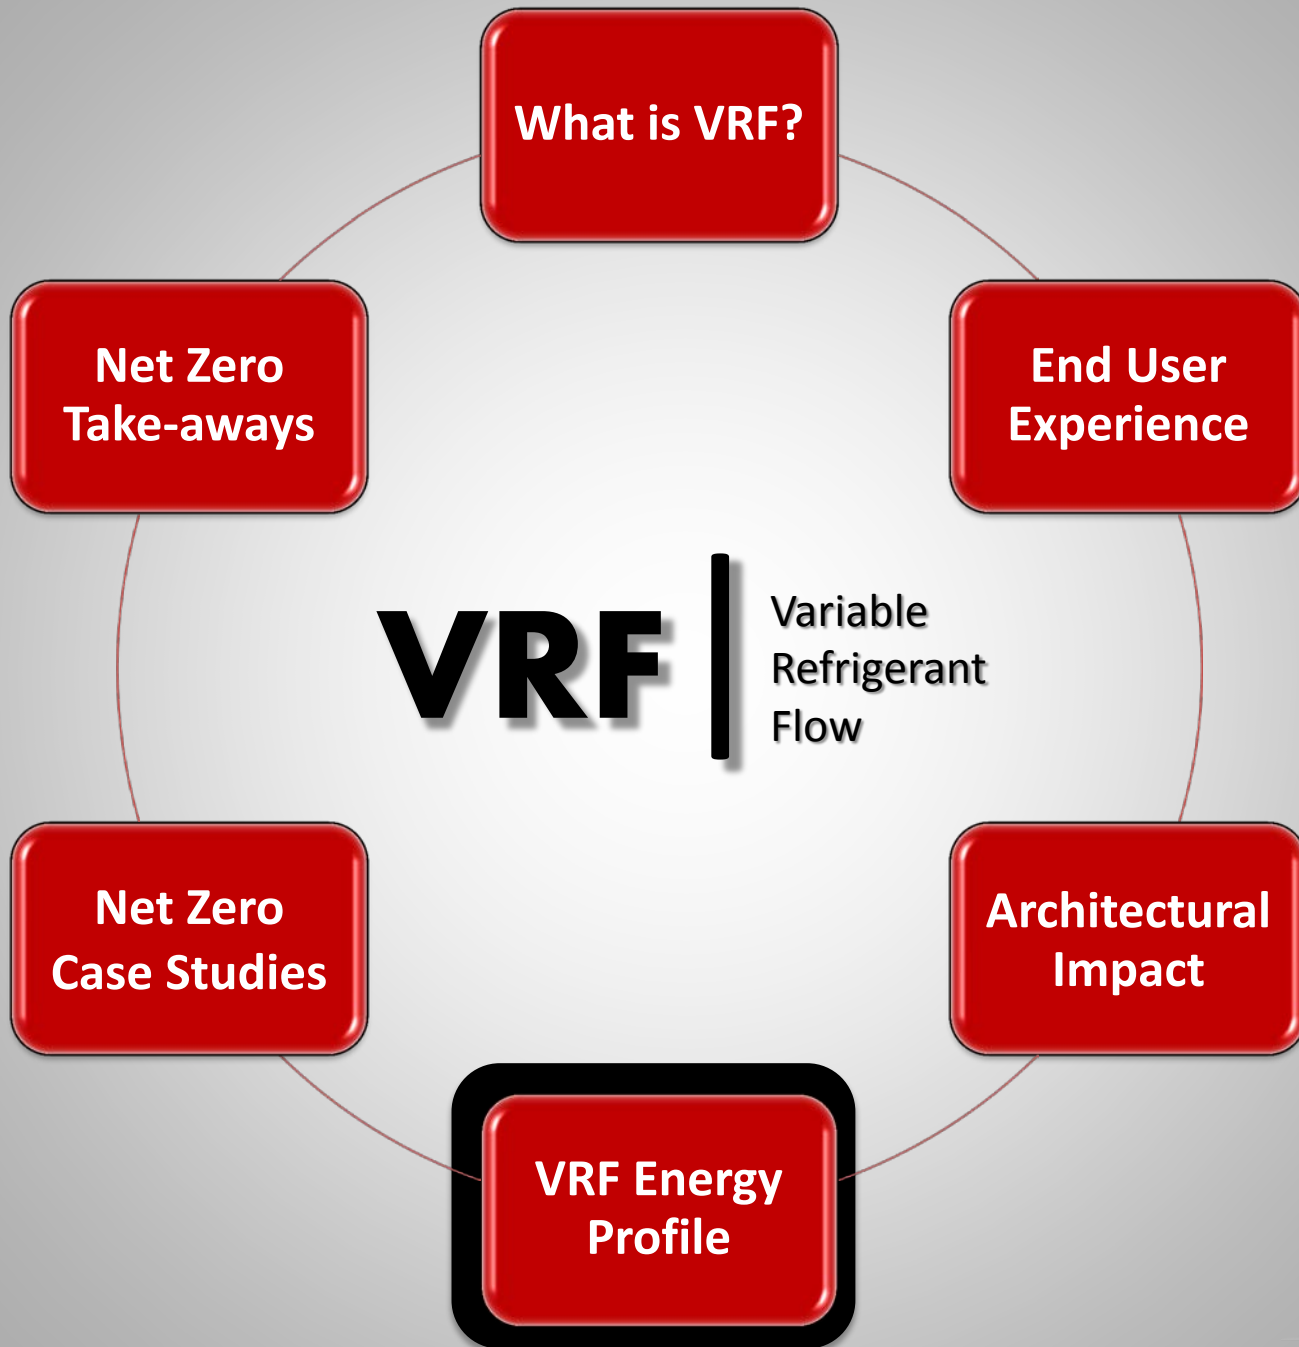 What is VRF?
End User
Experience
Architectural
Impact
VRF Energy
Profile
Net Zero
Case Studies
Net Zero
Take-aways
VRF
Variable
Refrigerant
Flow